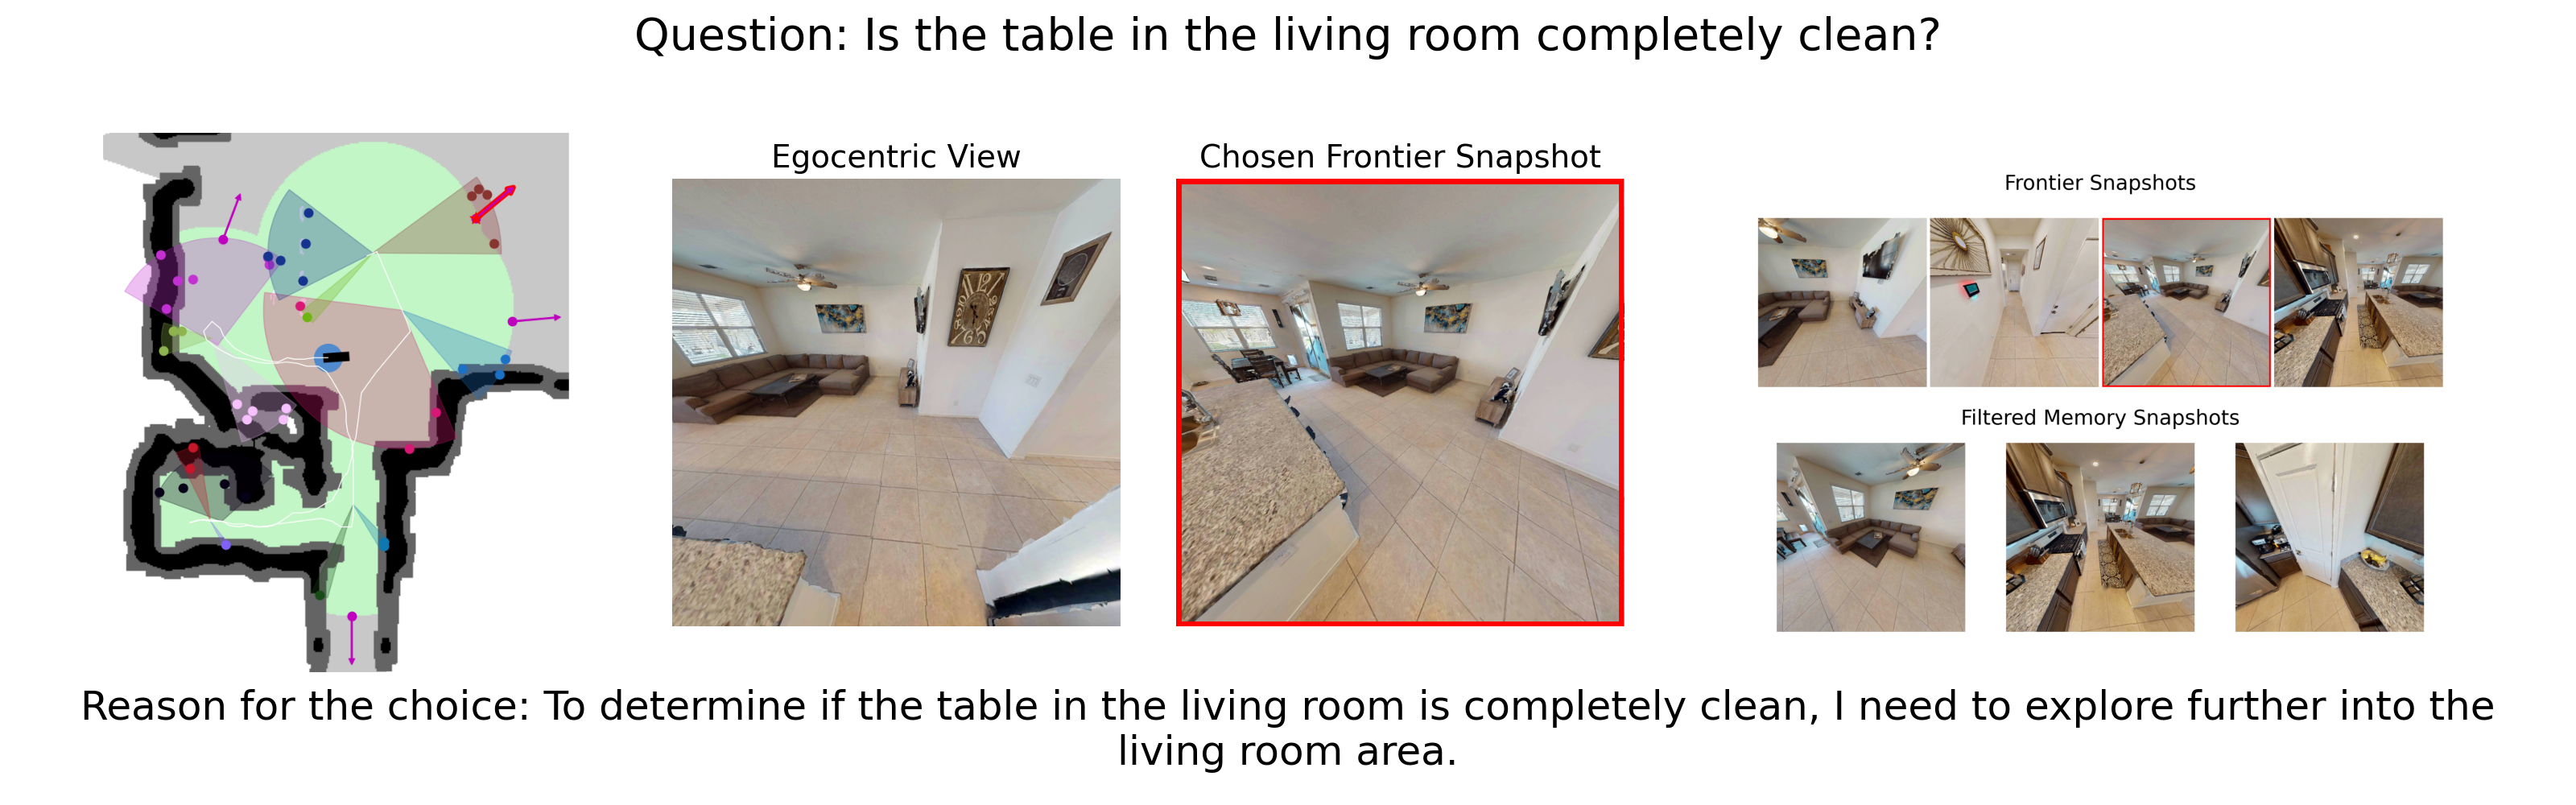 Question: Is the table in the living room completely clean?
Egocentric View
Chosen Frontier Snapshot
Frontier Snapshots
Filtered Memory Snapshots
Reason for the choice: To determine if the table in the living room is completely clean, I need to explore further into the
living room area.